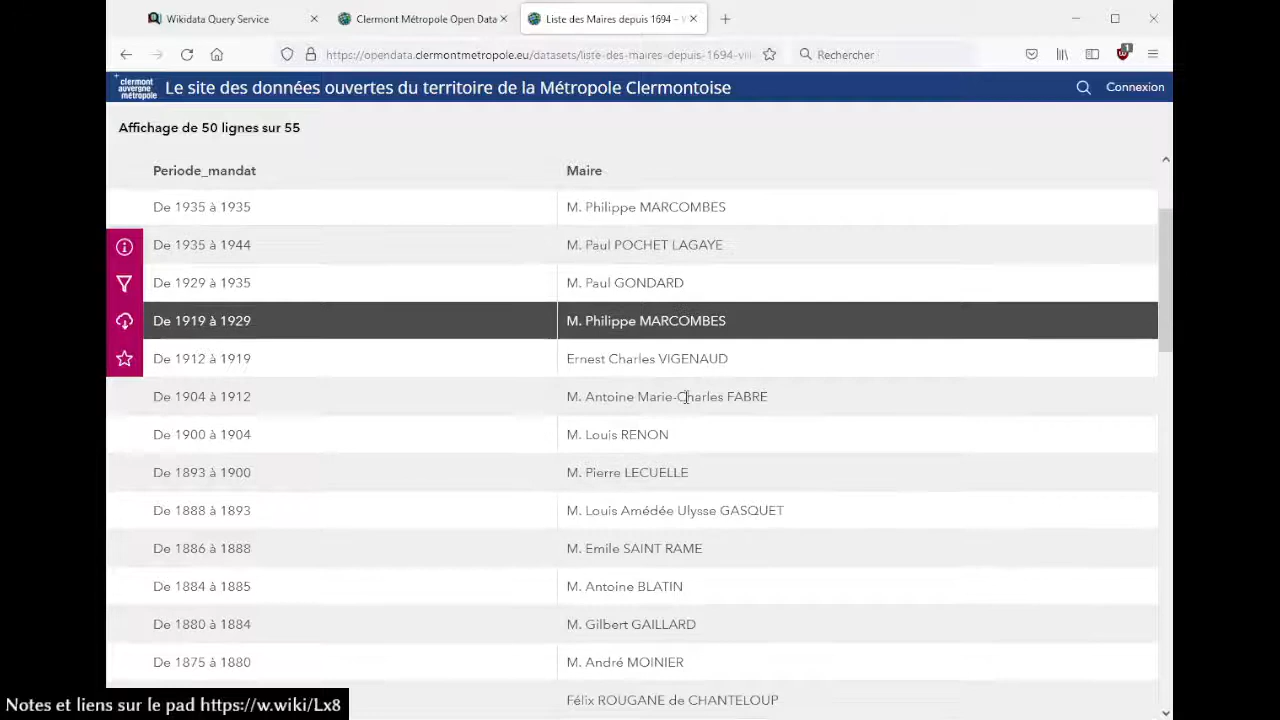 Wikidata Query Service
Clermont Métropole Open Data
Liste des Maires depuis 1694 –
https://opendata.clermontmetropole.eu/datasets/liste-des-maires-depuis-1694-vill
Rechercher
1
clermont
auvergne
métropole
Le site des données ouvertes du territoire de la Métropole Clermontoise
Connexion
Affichage de 50 lignes sur 55
Periode_mandat Maire
De 1935 à 1935 M. Philippe MARCOMBES
De 1935 à 1944 M. Paul POCHET LAGAYE
De 1929 à 1935 M. Paul GONDARD
De 1919 à 1929 M. Philippe MARCOMBES
De 1912 à 1919 Ernest Charles VIGENAUD
De 1904 à 1912 M. Antoine Marie-Charles FABRE
De 1900 à 1904 M. Louis RENON
De 1893 à 1900 M. Pierre LECUELLE
De 1888 à 1893 M. Louis Amédée Ulysse GASQUET
De 1886 à 1888 M. Emile SAINT RAME
De 1884 à 1885 M. Antoine BLATIN
De 1880 à 1884 M. Gilbert GAILLARD
De 1875 à 1880 M. André MOINIER
Félix ROUGANE de CHANTELOUP
Notes et liens sur le pad https://w.wiki/Lx8